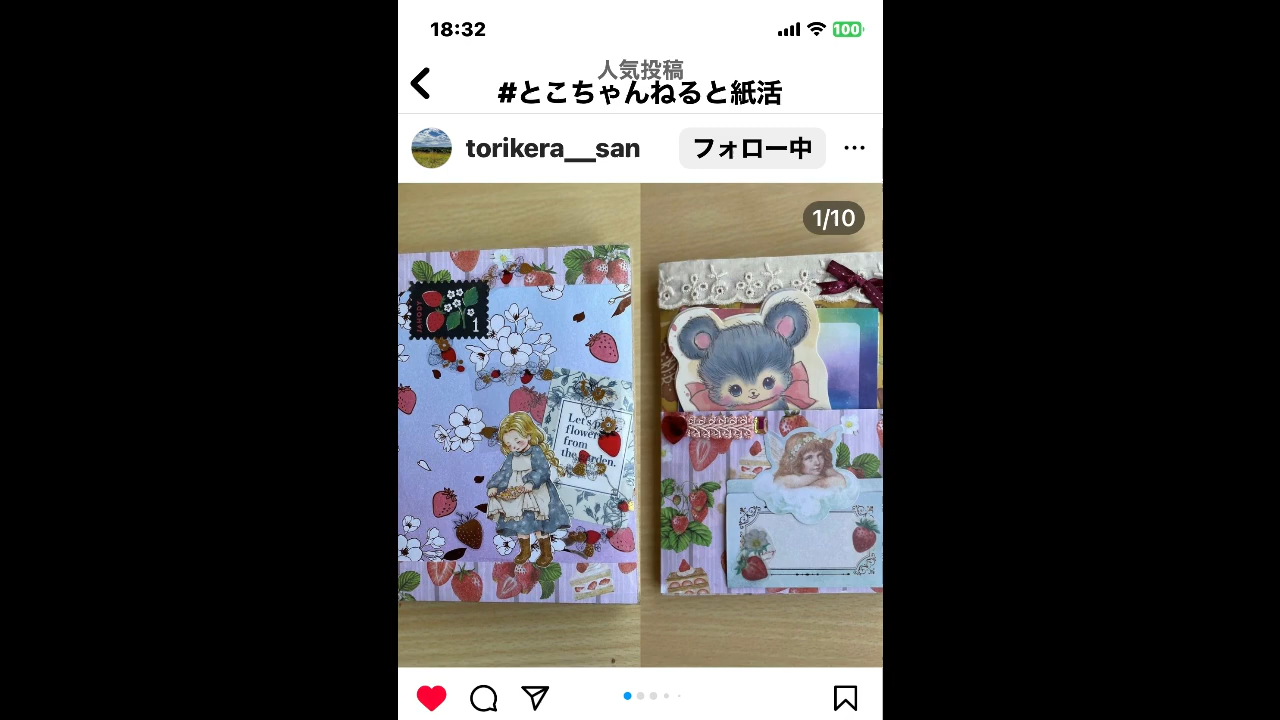 18:32
100
人気投稿
#とこちゃんねると紙活
torikera__san
フォロー中
1/10
1
Let's p
flowers
from
the garden.